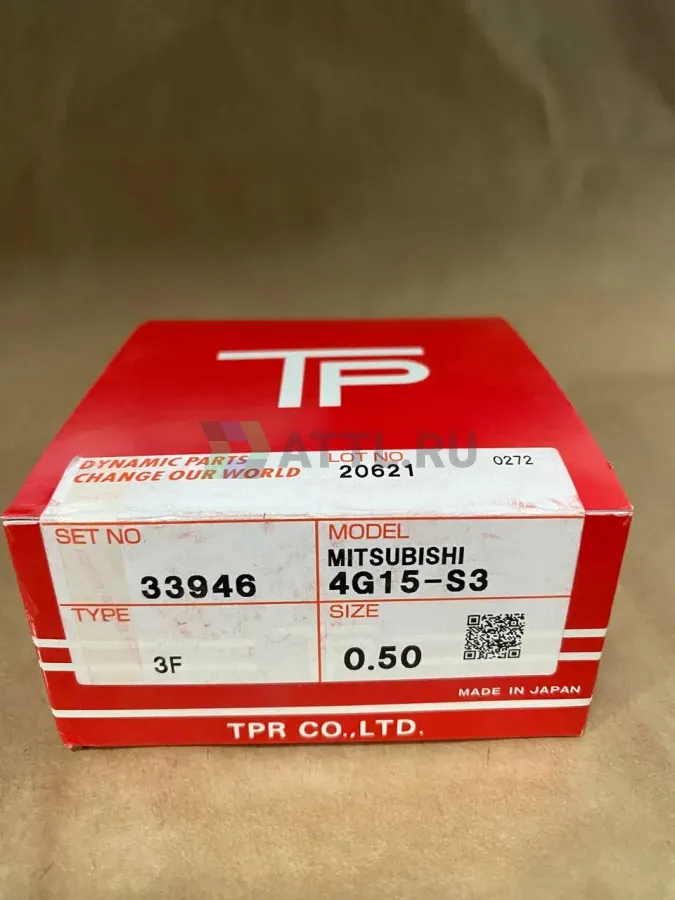 TP
ATTI.RU
DYNAMIC PARTS
CHANGE OUR WORLD
LOT NO
20621
0272
SET NO
33946
MODEL
MITSUBISHI
4G15-S3
TYPE
3F
SIZE
0.50
MADE IN JAPAN
TPR CO.,LTD.